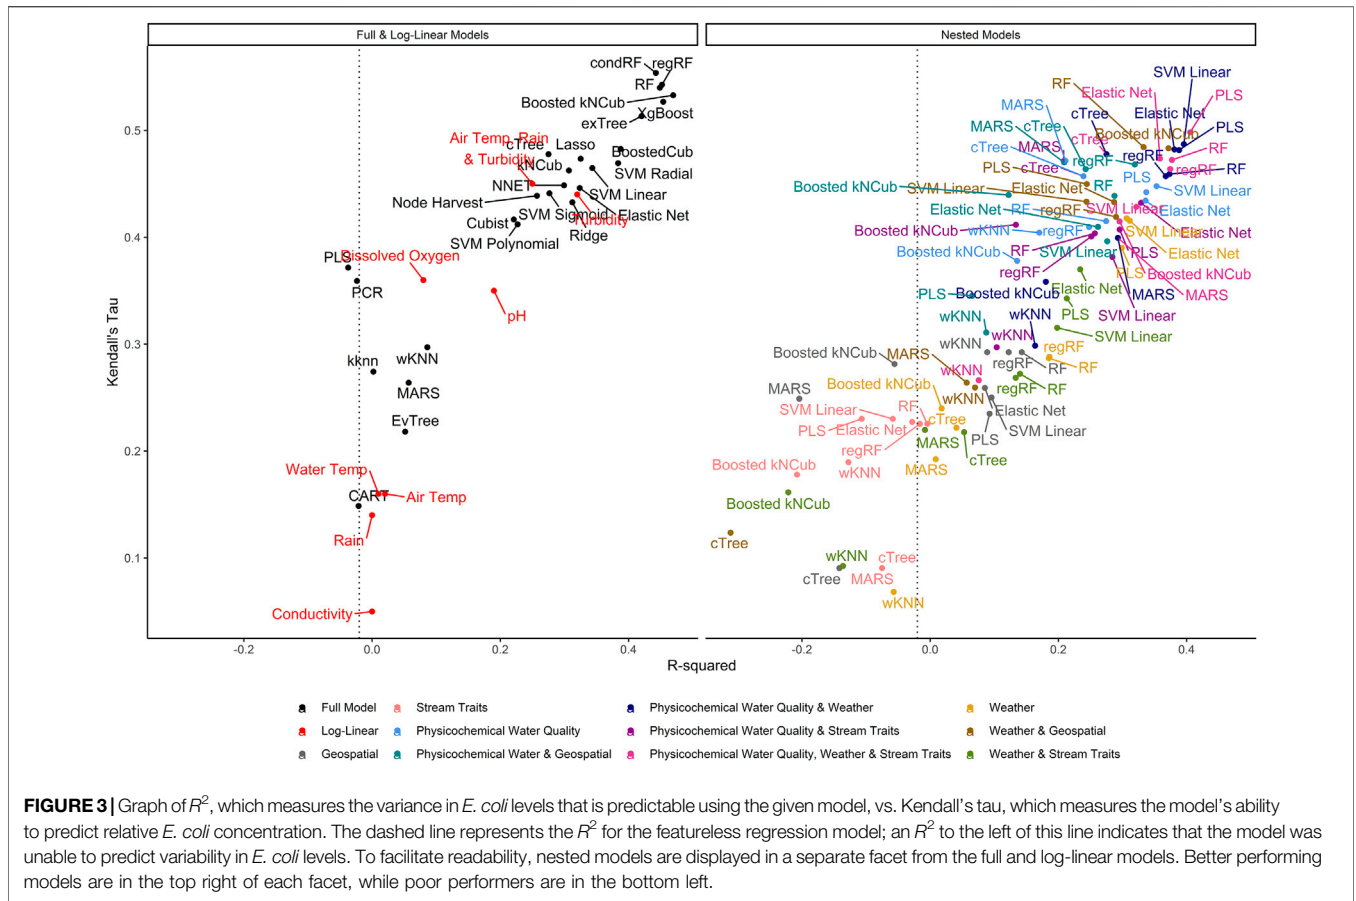 Full & Log-Linear Models
Nested Models
Kendall's Tau
0.5
0.4
0.3
0.2
0.1
condRF
regRF
RF
Boosted kNCub
XgBoost
exTree
Air Temp, Rain
& Turbidity
cTree
Lasso
BoostedCub
kNCub
SVM Radial
NNET
SVM Linear
Node Harvest
SVM Sigmoid
Elastic Net
Turbidity
Cubist
Ridge
SVM Polynomial
PLS
Dissolved Oxygen
PCR
pH
kknn
wKNN
MARS
EvTree
Water Temp
CART
Air Temp
Rain
Conductivity
-0.2
0.0
0.2
0.4
SVM Linear
RF
Elastic Net
PLS
MARS
cTree
Elastic Net
MARS
cTree
Boosted kNCub
PLS
cTree
MARS
cTree
regRF
RF
PLS
cTree
regRF
regRF
RF
Boosted kNCub
SVM Linear
Elastic Net
RF
PLS
SVM Linear
Elastic Net
RF
regRF
SVM Linear
Elastic Net
Boosted kNCub
wKNN
regRF
SVM Linear
Elastic Net
Boosted kNCub
RF
SVM Linear
PLS
Elastic Net
regRF
PLS
Boosted kNCub
PLS
Boosted kNCub
Elastic Net
MARS
MARS
wKNN
wKNN
PLS
SVM Linear
wKNN
wKNN
SVM Linear
Boosted kNCub
MARS
regRF
regRF
RF
RF
wKNN
MARS
Boosted kNCub
wKNN
regRF
RF
SVM Linear
RF
cTree
Elastic Net
PLS
Elastic Net
MARS
PLS
SVM Linear
regRF
cTree
Boosted kNCub
wKNN
MARS
Boosted kNCub
cTree
wKNN
cTree
cTree
MARS
wKNN
-0.2
0.0
0.2
0.4
R-squared
Full Model
Stream Traits
Physicochemical Water Quality & Weather
Weather
Log-Linear
Physicochemical Water Quality
Physicochemical Water Quality & Stream Traits
Weather & Geospatial
Geospatial
Physicochemical Water & Geospatial
Physicochemical Water Quality, Weather & Stream Traits
Weather & Stream Traits
FIGURE 3 | Graph of R², which measures the variance in E. coli levels that is predictable using the given model, vs. Kendall's tau, which measures the model's ability
to predict relative E. coli concentration. The dashed line represents the R² for the featureless regression model; an R² to the left of this line indicates that the model was
unable to predict variability in E. coli levels. To facilitate readability, nested models are displayed in a separate facet from the full and log-linear models. Better performing
models are in the top right of each facet, while poor performers are in the bottom left.